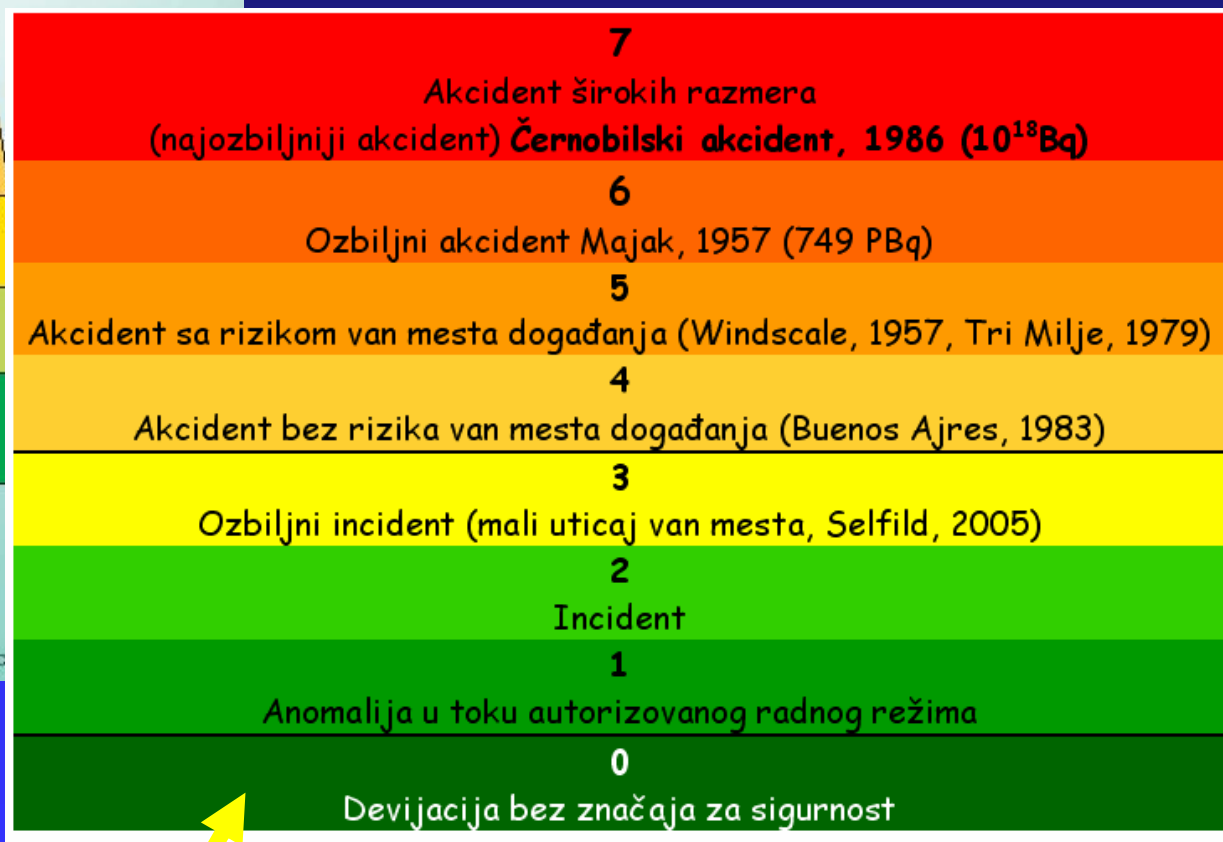 7
Akcident širokih razmera
(najozbiljniji akcident) Černobilski akcident, 1986 (10¹⁸Bq)
6
Ozbiljni akcident Majak, 1957 (749 PBq)
5
Akcident sa rizikom van mesta događanja (Windscale, 1957, Tri Milje, 1979)
4
Akcident bez rizika van mesta događanja (Buenos Ajres, 1983)
3
Ozbiljni incident (mali uticaj van mesta, Selfild, 2005)
2
Incident
1
Anomalija u toku autorizovanog radnog režima
0
Devijacija bez značaja za sigurnost